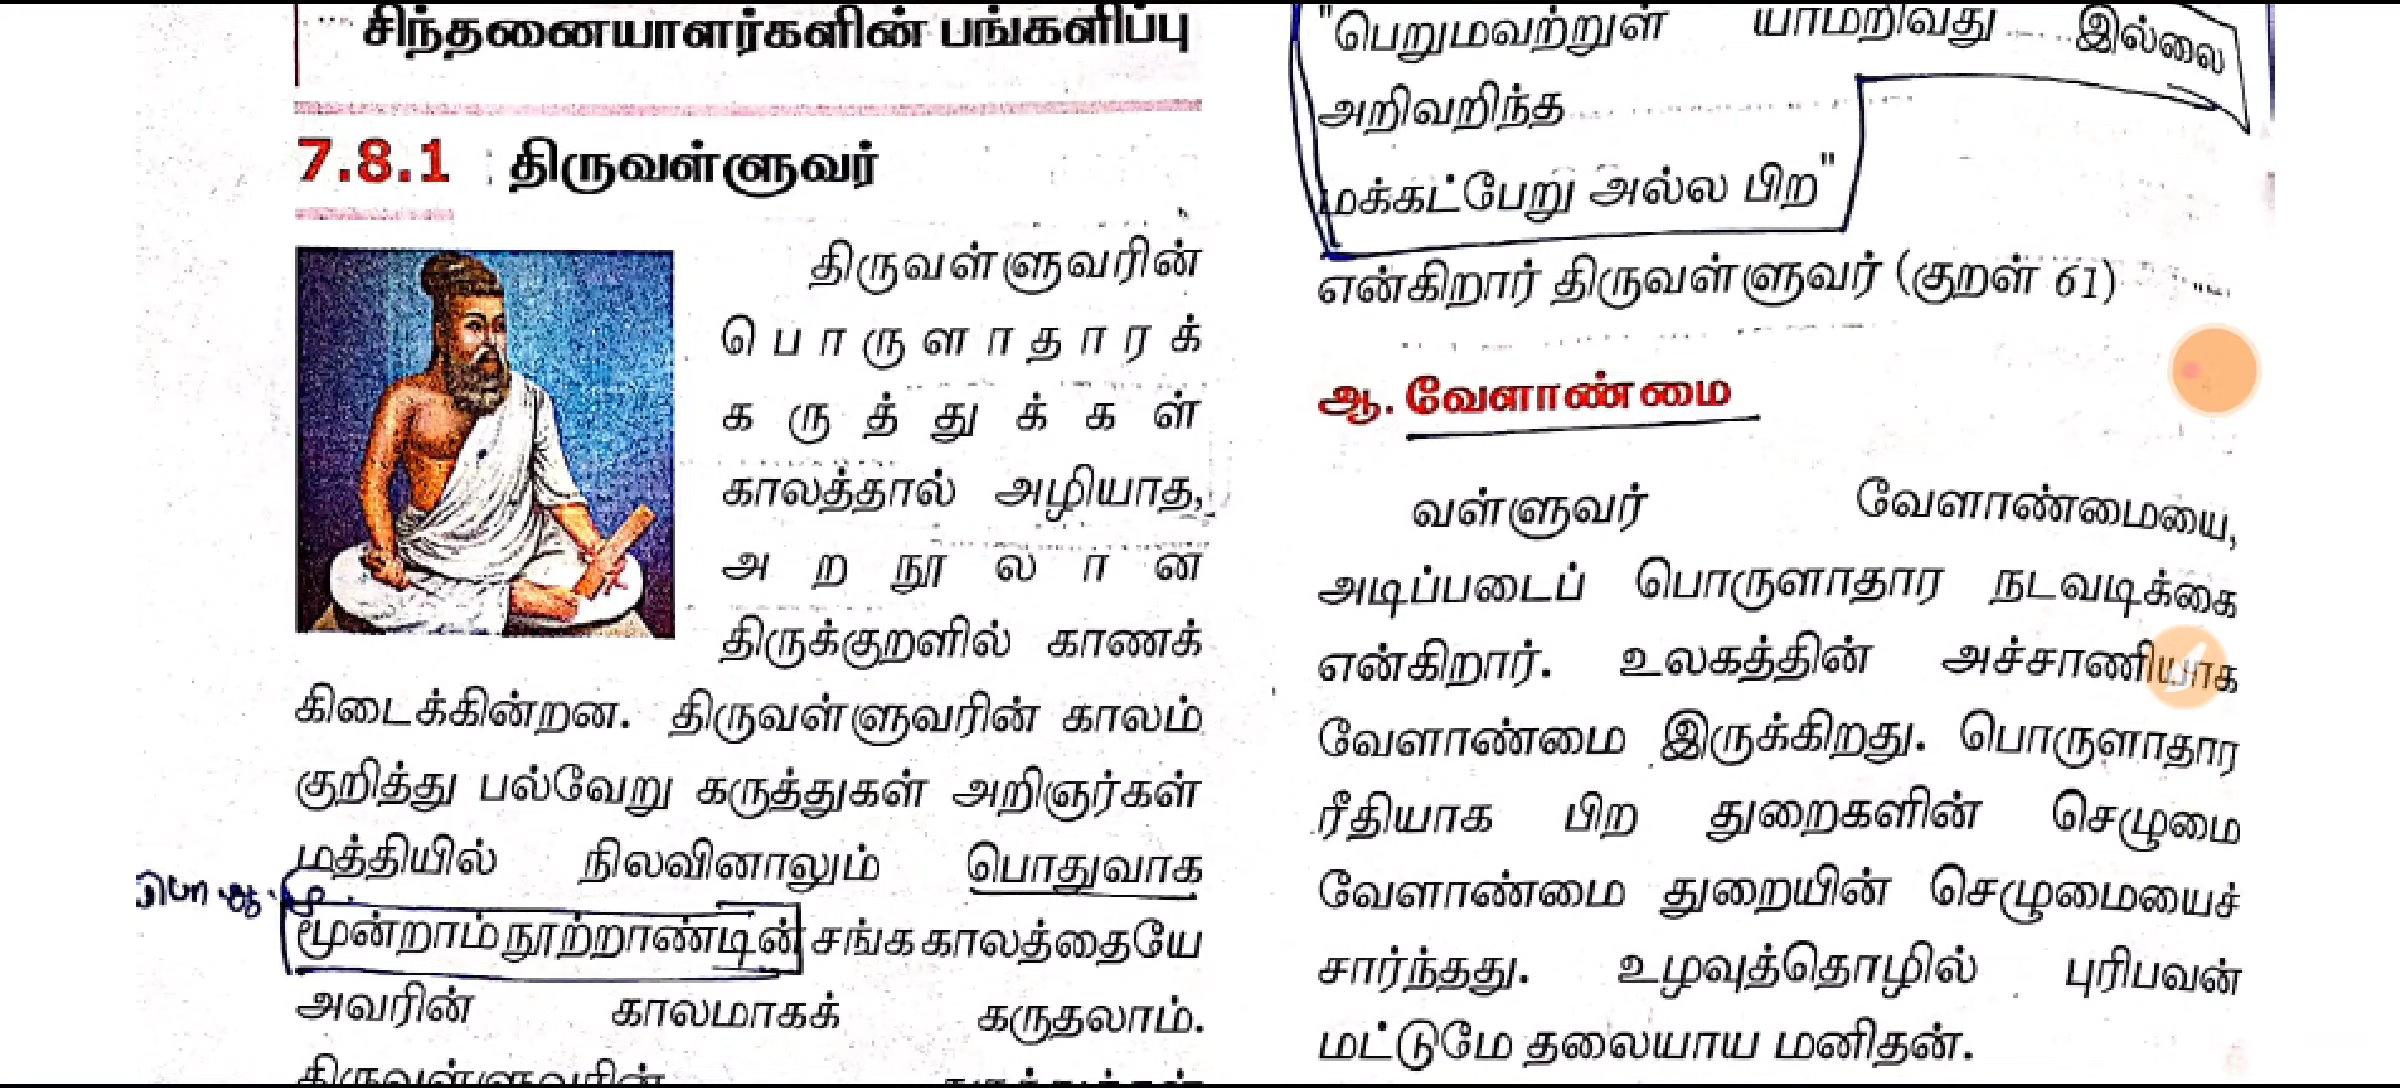 சிந்தனையாளர்களின் பங்களிப்பு
7.8.1 திருவள்ளுவர்
திருவள்ளுவரின்
பொருளாதாரக்
கருத்துக்கள்
காலத்தால் அழியாத,
அறநூலான
திருக்குறளில் காணக்
கிடைக்கின்றன. திருவள்ளுவரின் காலம்
குறித்து பல்வேறு கருத்துகள் அறிஞர்கள்
மத்தியில் நிலவினாலும் பொதுவாக
பொ.ஆ.மு.
மூன்றாம் நூற்றாண்டின் சங்ககாலத்தையே
அவரின் காலமாகக் கருதலாம்.
திருவள்ளுவரின்
"பெறுமவற்றுள் யாமறிவது இல்லை
அறிவறிந்த
மக்கட்பேறு அல்ல பிற"
என்கிறார் திருவள்ளுவர் (குறள் 61)
ஆ. வேளாண்மை
வள்ளுவர் வேளாண்மையை,
அடிப்படைப் பொருளாதார நடவடிக்கை
என்கிறார். உலகத்தின் அச்சாணியாக
வேளாண்மை இருக்கிறது. பொருளாதார
ரீதியாக பிற துறைகளின் செழுமை
வேளாண்மை துறையின் செழுமையைச்
சார்ந்தது. உழவுத்தொழில் புரிபவன்
மட்டுமே தலையாய மனிதன்.